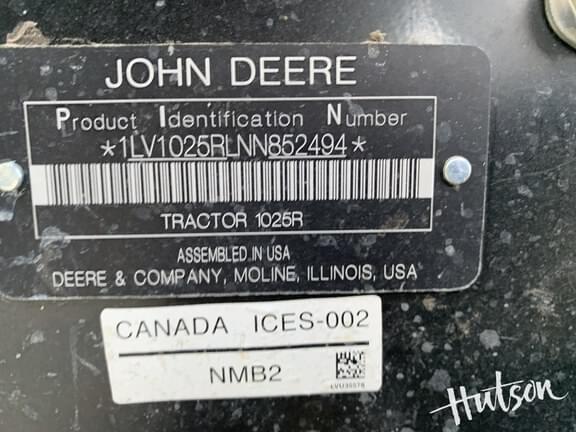 JOHN DEERE
Product Identification Number
*1LV1025RLNN852494*
TRACTOR 1025R
ASSEMBLED IN USA
DEERE & COMPANY, MOLINE, ILLINOIS, USA
CANADA ICES-002
NMB2
Hutson